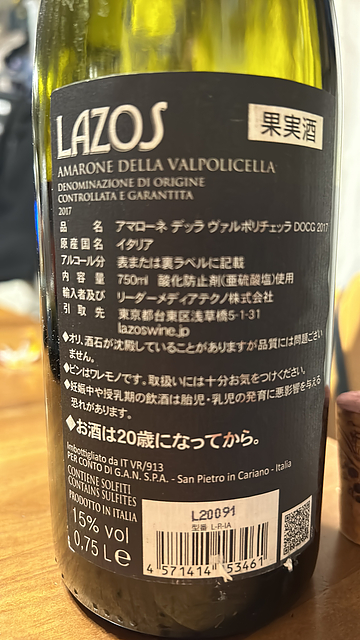 LAZOS
果実酒
AMARONE DELLA VALPOLICELLA
DENOMINAZIONE DI ORIGINE
CONTROLLATA E GARANTITA
2017
品 名 アマローネ デッラ ヴァルポリチェッラ DOCG 2017
原産国名 イタリア
アルコール分 表または裏ラベルに記載
内容量 750ml 酸化防止剤(亜硫酸塩)使用
輸入者及び リーダーメディアテクノ株式会社
引取先 東京都台東区浅草橋5-1-31
lazoswine.jp
◆オリ、酒石が沈殿していることがありますが品質には問題ござい
ません。
◆ビンはワレモノです。取扱いには十分お気をつけください。
◆妊娠中や授乳期の飲酒は胎児・乳児の発育に悪影響を与える
恐れがあります。
◆お酒は20歳になってから。
Imbottigliato da IT VR/913
PER CONTO DI G.A.N. S.P.A. - San Pietro in Cariano - Italia
CONTIENE SOLFITI
CONTAINS SULFITES
PRODOTTO IN ITALIA
15% vol
0,75 L e
L20091
型番 L-R-IA
4 571414 53461